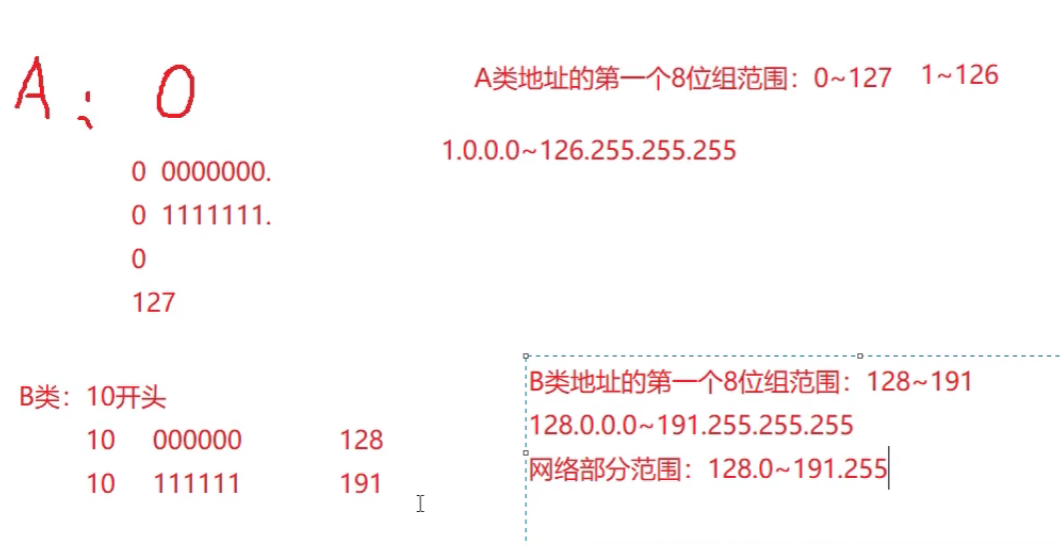 A: 0
A类地址的第一个8位组范围：0~127 1~126
1.0.0.0~126.255.255.255
0 0000000.
0 1111111.
0
127
B类：10开头
10 000000 128
10 111111 191
B类地址的第一个8位组范围：128~191
128.0.0.0~191.255.255.255
网络部分范围：128.0~191.255